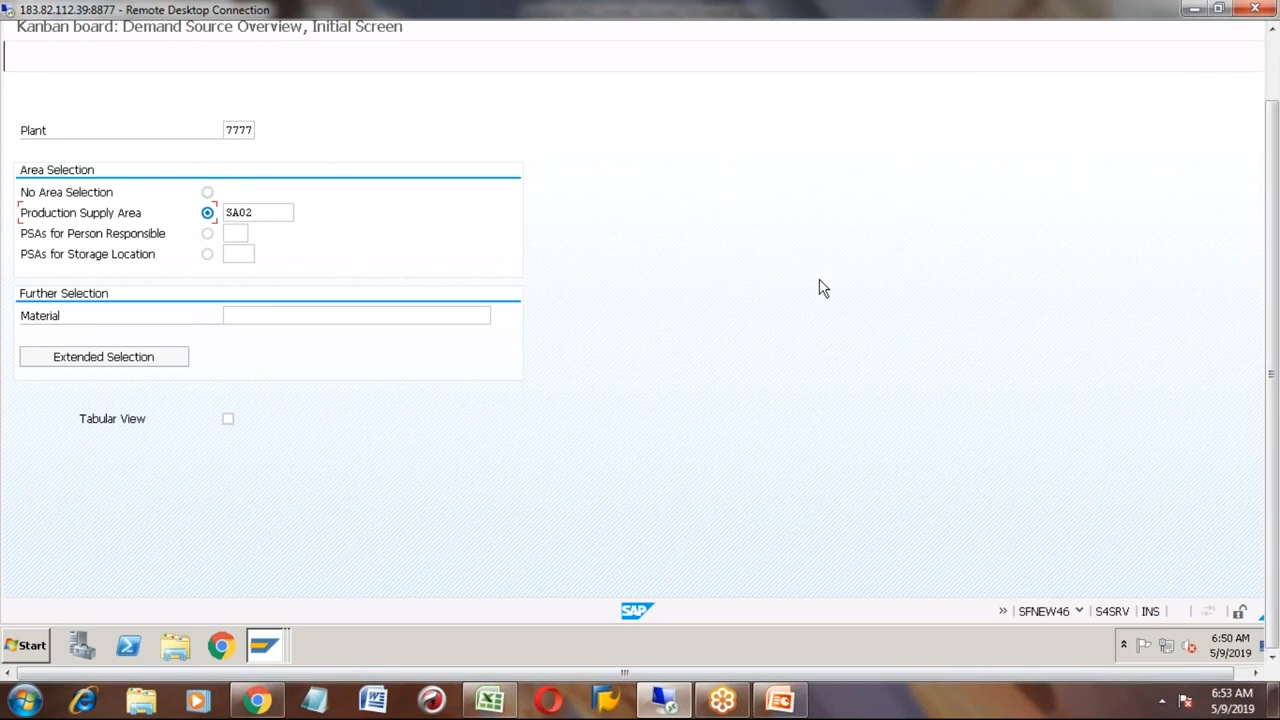 183.82.112.39:8877 - Remote Desktop Connection
Kanban board: Demand Source Overview, Initial Screen
Plant 7777
Area Selection
No Area Selection
Production Supply Area SA02
PSAs for Person Responsible
PSAs for Storage Location
Further Selection
Material
Extended Selection
Tabular View
SAP
» SFNEW46 S4SRV INS
Start
6:50 AM
5/9/2019
6:53 AM
5/9/2019